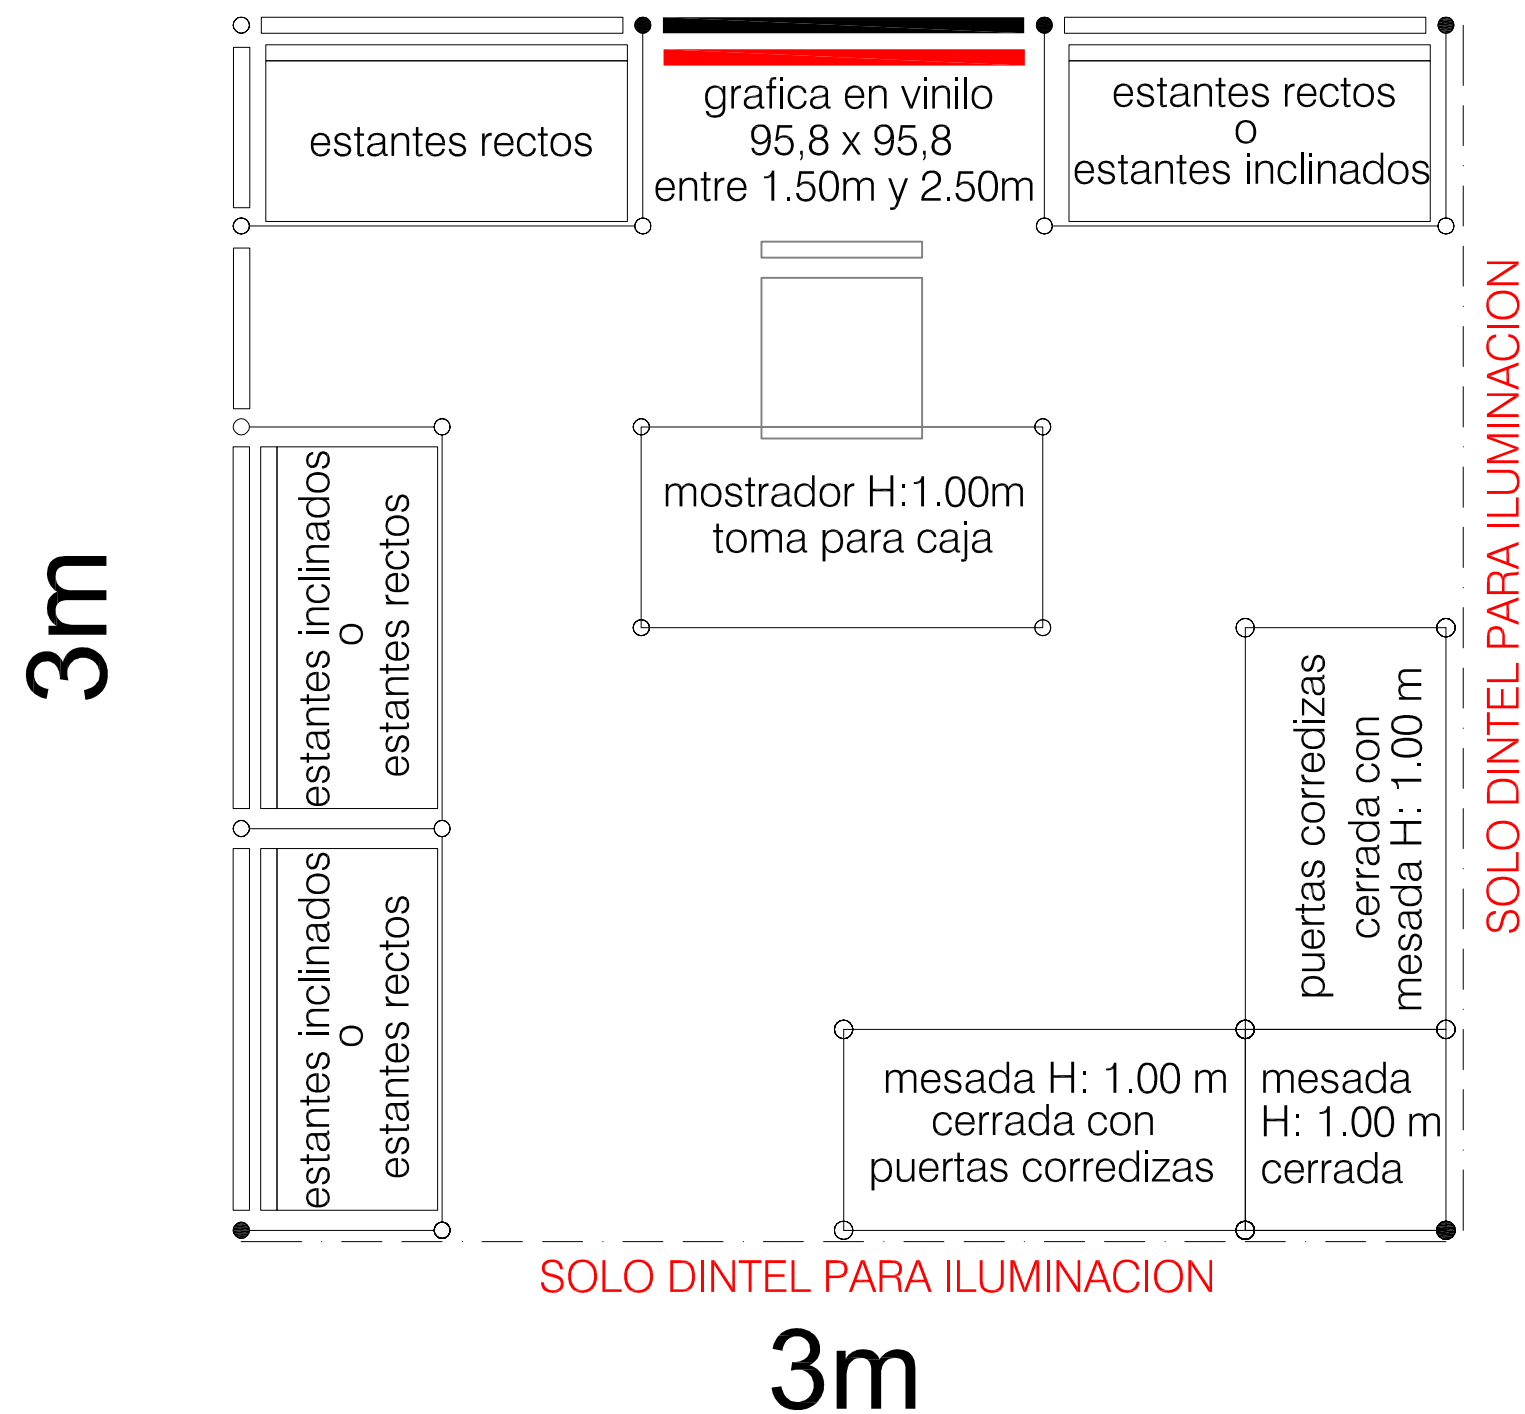 estantes rectos
grafica en vinilo
95,8 x 95,8
entre 1.50m y 2.50m
estantes rectos
o
estantes inclinados
SOLO DINTEL PARA ILUMINACION
mostrador H:1.00m
toma para caja
3m
estantes inclinados
o
estantes rectos
puertas corredizas
cerrada con
mesada H: 1.00 m
estantes inclinados
o
estantes rectos
mesada H: 1.00 m
cerrada con
puertas corredizas
mesada
H: 1.00 m
cerrada
SOLO DINTEL PARA ILUMINACION
3m